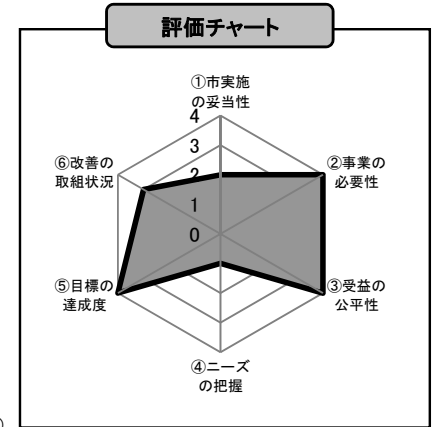 評価チャート
①市実施
の妥当性
4
3
2
1
0
②事業の
必要性
③受益の
公平性
④ニーズ
の把握
⑤目標の
達成度
⑥改善の
取組状況